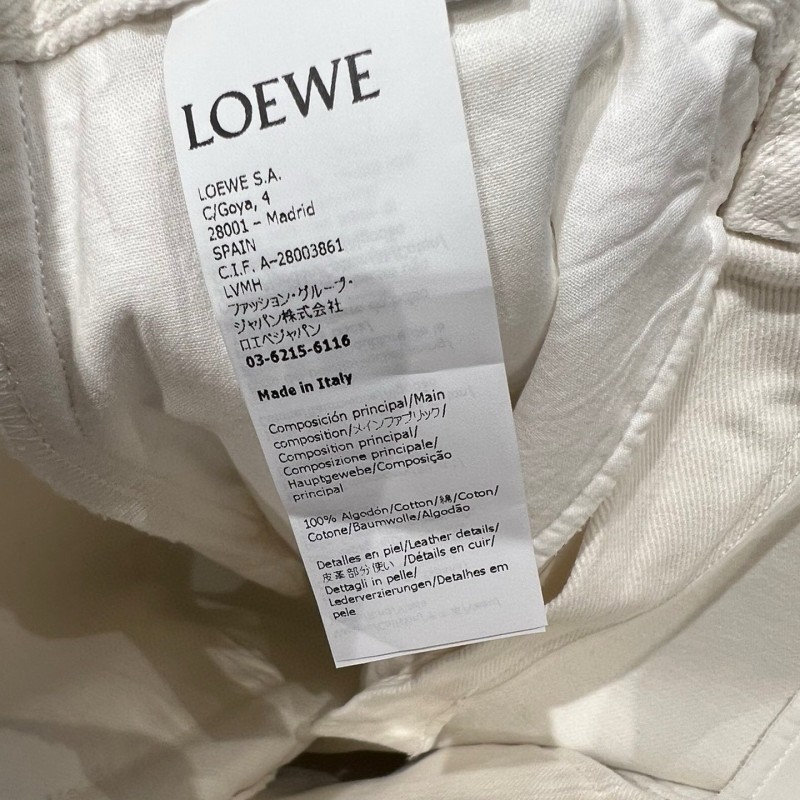 LOEWE
LOEWE S.A.
C/Goya, 4
28001 - Madrid
SPAIN
C.I.F. A-28003861
LVMH
ファッション・グループ・
ジャパン株式会社
ロエベジャパン
03-6215-6116
Made in Italy
Composición principal/Main
composition/メインファブリック/
Composition principal/
Composizione principale/
Hauptgewebe/Composição
principal
100% Algodón/Cotton/綿/Coton/
Cotone/Baumwolle/Algodão
Detalles en piel/Leather details/
皮革部分使い /Détails en cuir/
Dettagli in pelle/
Lederverzierungen/Detalhes em
pele